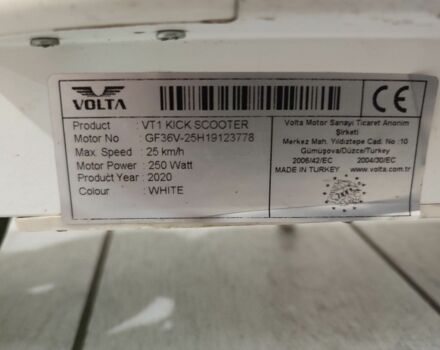 VOLTA
CE
Product : VT1 KICK SCOOTER
Motor No : GF36V-25H19123778
Max. Speed : 25 km/h
Motor Power : 250 Watt
Product Year : 2020
Colour : WHITE
Volta Motor Sanayi Ticaret Anonim
Şirketi
Merkez Mah. Yıldıztepe Cad. No :10
Gümüşova/Düzce/Turkey
2006/42/EC 2004/30/EC
MADE IN TURKEY www.volta.com.tr